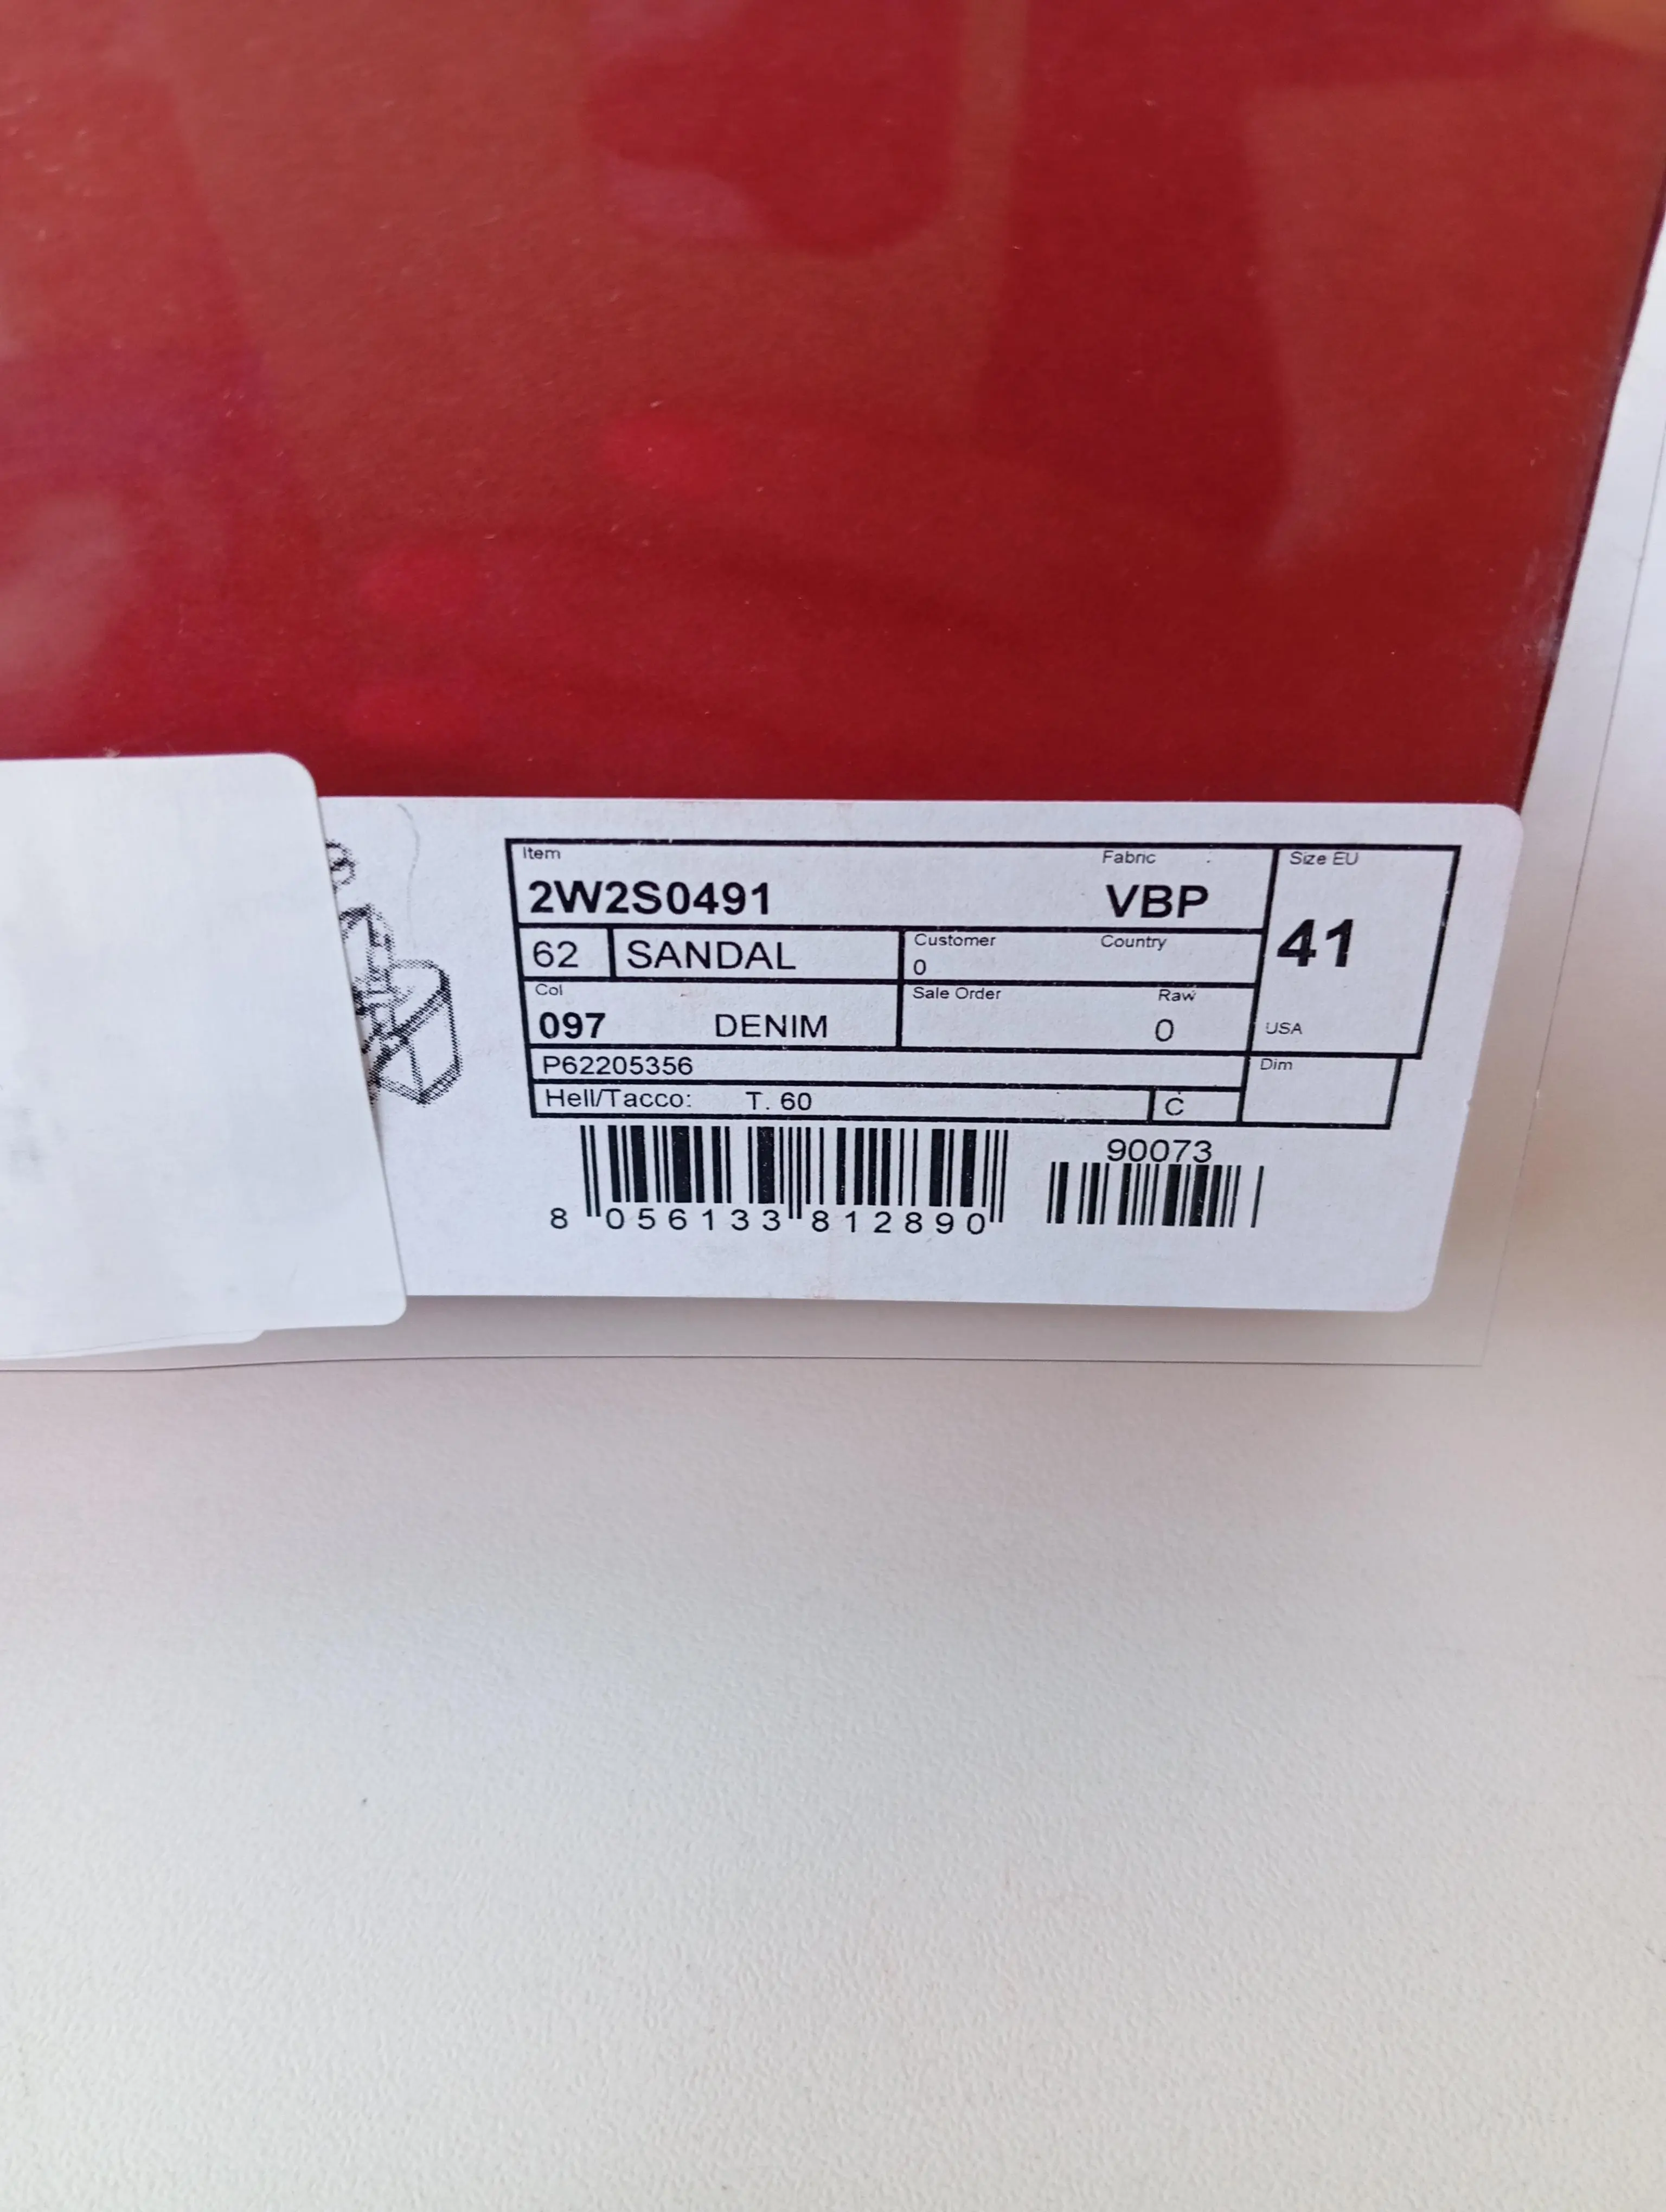 Item Fabric Size EU
2W2S0491 VBP 41
62 SANDAL Customer Country
0
Col Sale Order Raw USA
097 DENIM 0
P62205356 Dim
Hell/Tacco: T. 60 C
90073
8 056133 812890